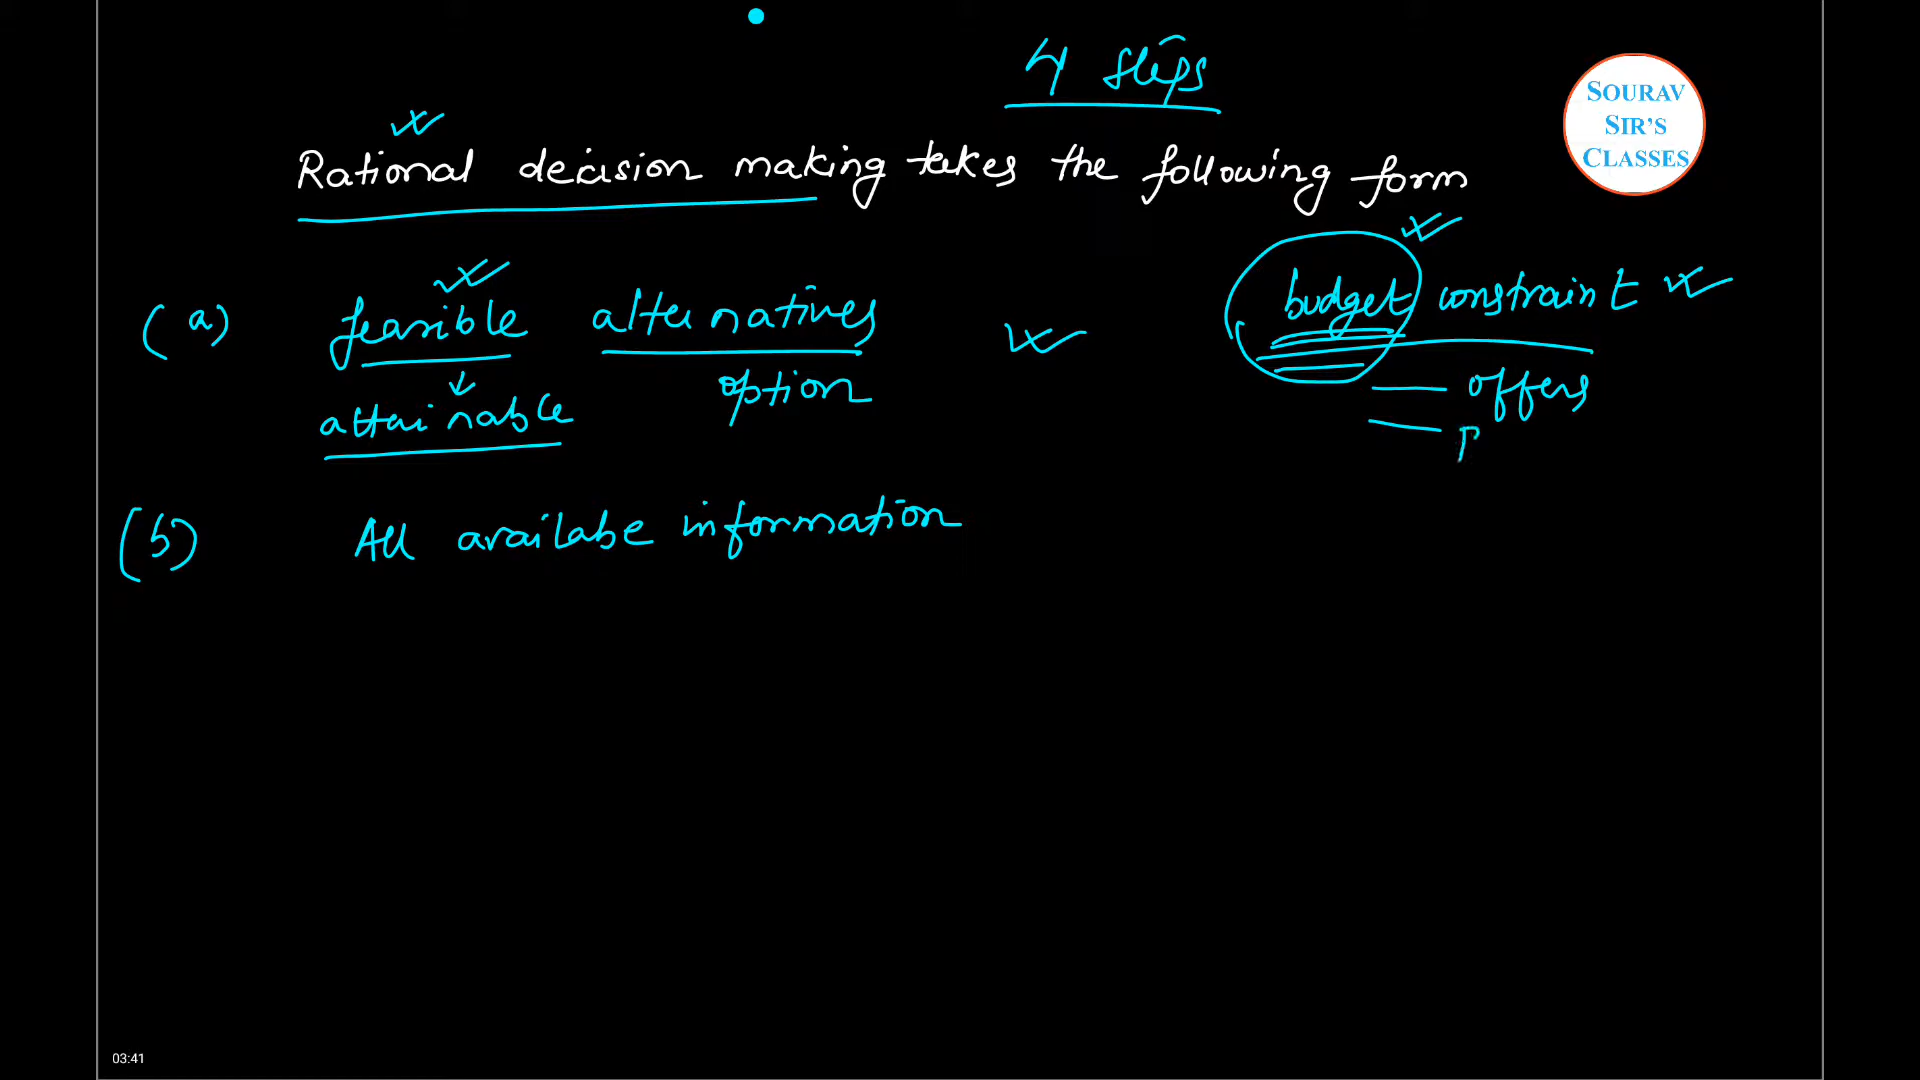 4 steps
SOURAV
SIR'S
CLASSES
Rational decision making takes the following form
(a) feasible alternatives
attainable option
budget constraint
offers
P
(b) All availabe information
03:41